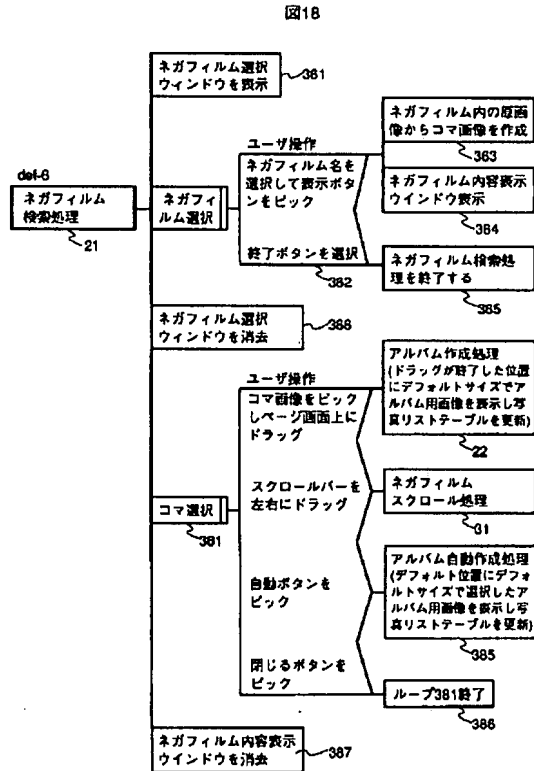 図18
ネガフィルム選択
ウィンドウを表示
381
def-6
ネガフィルム
検索処理
21
ネガフィ
ルム選択
ユーザ操作
ネガフィルム名を
選択して表示ボタ
ンをピック
終了ボタンを選択
382
ネガフィルム内の原画
像からコマ画像を作成
363
ネガフィルム内容表示
ウインドウ表示
384
ネガフィルム検索処
理を終了する
385
ネガフィルム選択
ウィンドウを消去
388
コマ選択
381
ユーザ操作
コマ画像をピック
しページ画面上に
ドラッグ
スクロールバーを
左右にドラッグ
自動ボタンを
ピック
閉じるボタンを
ピック
アルバム作成処理
(ドラッグが終了した位置
にデフォルトサイズでア
ルバム用画像を表示し写
真リストテーブルを更新)
22
ネガフィルム
スクロール処理
31
アルバム自動作成処理
(デフォルト位置にデフォ
ルトサイズで選択したア
ルバム用画像を表示し写
真リストテーブルを更新)
385
ループ381終了
386
ネガフィルム内容表示
ウインドウを消去
387